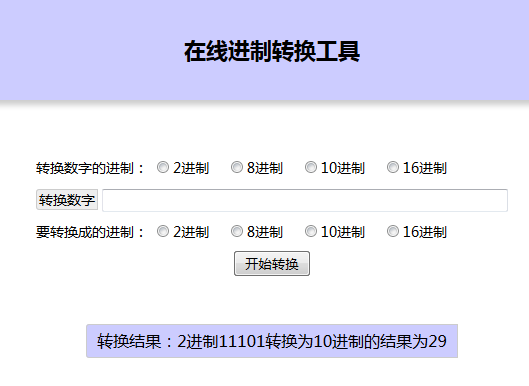 在线进制转换工具
转换数字的进制： 2进制 8进制 10进制 16进制
转换数字
要转换成的进制： 2进制 8进制 10进制 16进制
开始转换
转换结果：2进制11101转换为10进制的结果为29